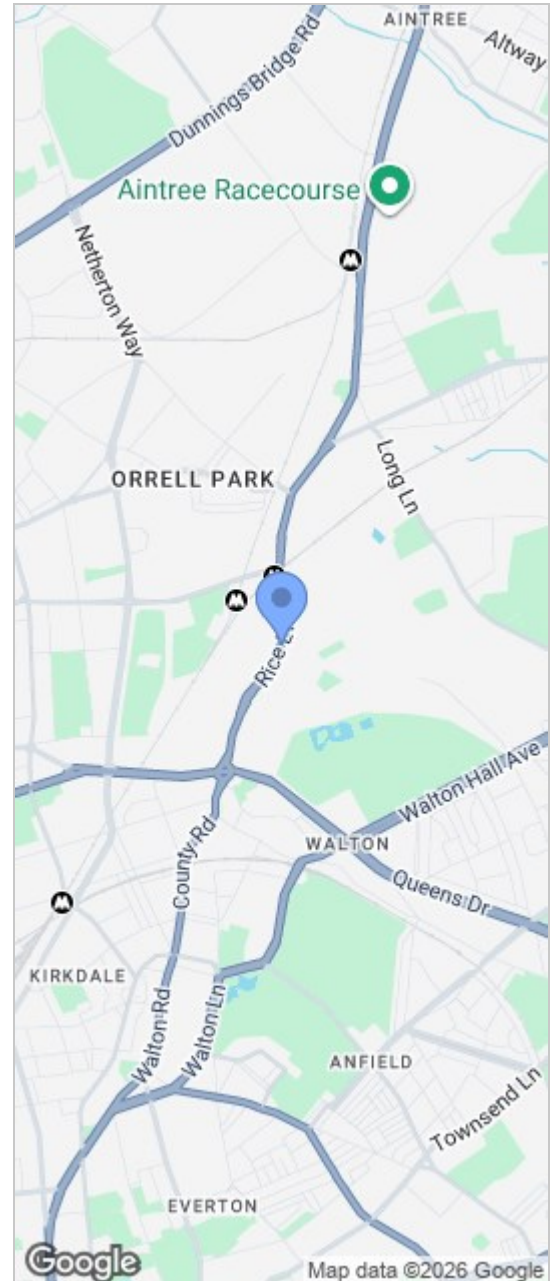 AINTREE
Altway
Dunnings Bridge Rd
Aintree Racecourse
Netherton Way
ORRELL PARK
Long Ln
Rice
Walton Hall Ave
WALTON
County Rd
Queens Dr
KIRKDALE
Walton Rd
Walton Ln
ANFIELD
Townsend Ln
EVERTON
Google
Map data ©2026 Google